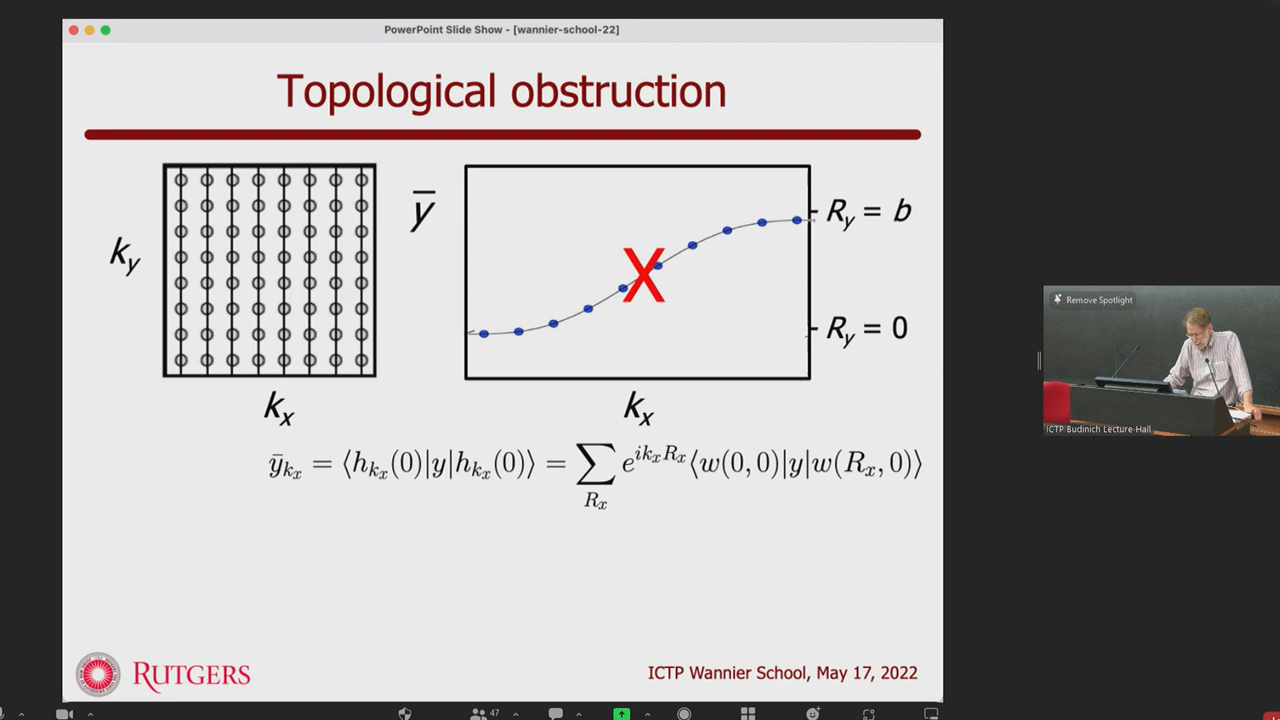 PowerPoint Slide Show - [wannier-school-22]
Topological obstruction
k_y
k_x
ȳ
X
R_y = b
R_y = 0
k_x
ȳ_{k_x} = ⟨h_{k_x}(0)|y|h_{k_x}(0)⟩ = ∑_{R_x} e^{ik_xR_x}⟨w(0,0)|y|w(R_x,0)⟩
RUTGERS
ICTP Wannier School, May 17, 2022
Remove Spotlight
ICTP Budinich Lecture Hall
47